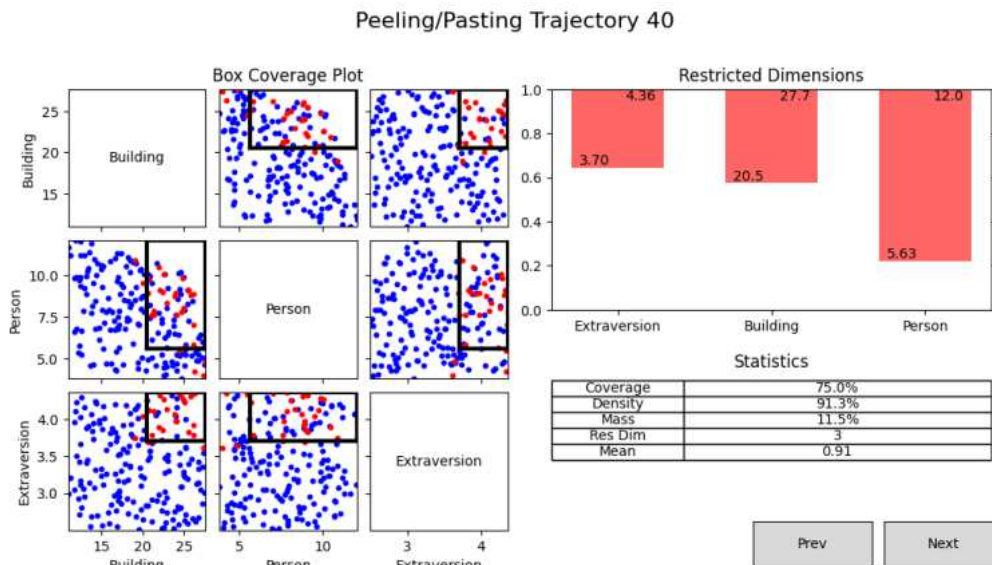 Peeling/Pasting Trajectory 40
Box Coverage Plot
Building
25
20
15
Building
Person
10.0
7.5
5.0
Person
Extraversion
4.0
3.5
3.0
Extraversion
15 20 25
Building
5 10
Person
3 4
Extraversion
Restricted Dimensions
1.0
0.8
0.6
0.4
0.2
0.0
4.36 27.7 12.0
3.70
20.5
5.63
Extraversion Building Person
Statistics
Coverage 75.0%
Density 91.3%
Mass 11.5%
Res Dim 3
Mean 0.91
Prev Next